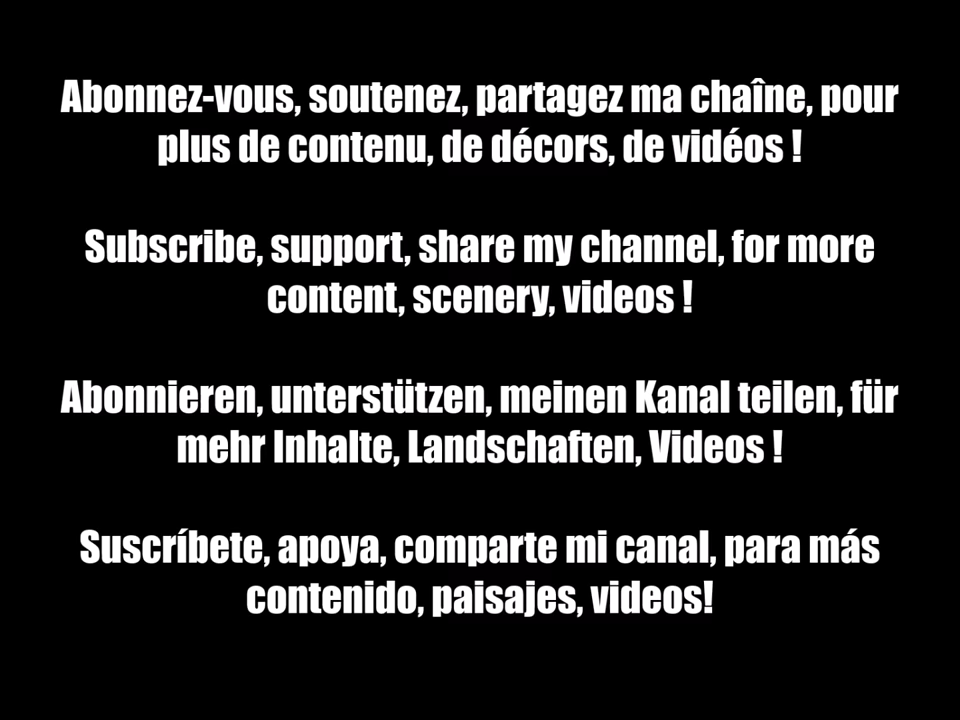 Abonnez-vous, soutenez, partagez ma chaîne, pour
plus de contenu, de décors, de vidéos !
Subscribe, support, share my channel, for more
content, scenery, videos !
Abonnieren, unterstützen, meinen Kanal teilen, für
mehr Inhalte, Landschaften, Videos !
Suscríbete, apoya, comparte mi canal, para más
contenido, paisajes, videos!